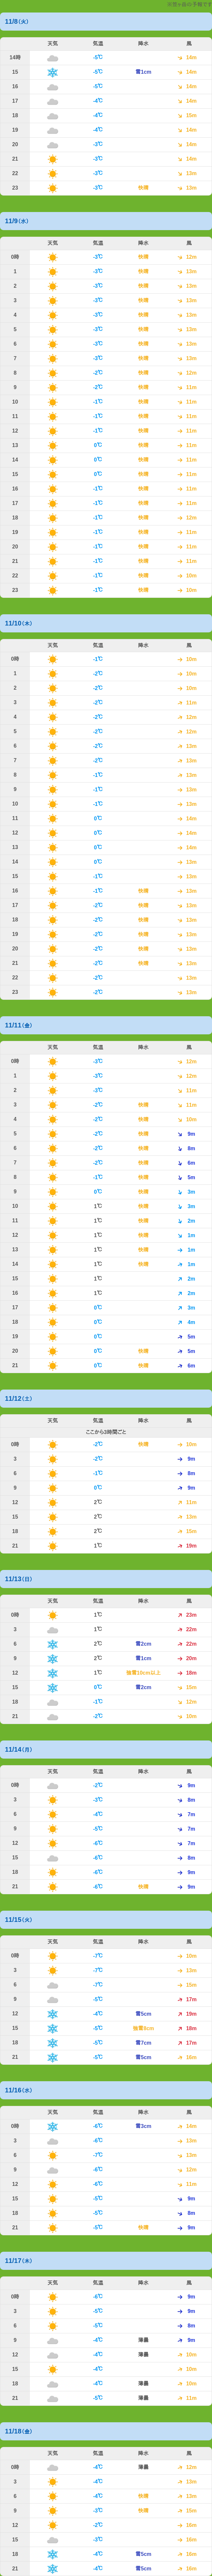 ※気ヶ岳の下種です
11/8(火)
天気 気温 降水 風
14時 -5℃ 14m
15 -5℃ 雪1cm 14m
16 -5℃ 14m
17 -4℃ 14m
18 -4℃ 15m
19 -4℃ 14m
20 -3℃ 14m
21 -3℃ 14m
22 -3℃ 13m
23 -3℃ 快晴 13m
11/9(水)
天気 気温 降水 風
0時 -3℃ 快晴 12m
1 -3℃ 快晴 13m
2 -3℃ 快晴 13m
3 -3℃ 快晴 13m
4 -3℃ 快晴 13m
5 -3℃ 快晴 13m
6 -3℃ 快晴 13m
7 -3℃ 快晴 13m
8 -2℃ 快晴 12m
9 -2℃ 快晴 11m
10 -1℃ 快晴 11m
11 -1℃ 快晴 11m
12 -1℃ 快晴 11m
13 0℃ 快晴 11m
14 0℃ 快晴 11m
15 0℃ 快晴 11m
16 -1℃ 快晴 11m
17 -1℃ 快晴 11m
18 -1℃ 快晴 12m
19 -1℃ 快晴 11m
20 -1℃ 快晴 11m
21 -1℃ 快晴 11m
22 -1℃ 快晴 10m
23 -1℃ 快晴 10m
11/10(木)
天気 気温 降水 風
0時 -1℃ 10m
1 -2℃ 10m
2 -2℃ 10m
3 -2℃ 11m
4 -2℃ 12m
5 -2℃ 12m
6 -2℃ 13m
7 -2℃ 13m
8 -1℃ 13m
9 -1℃ 13m
10 -1℃ 13m
11 0℃ 14m
12 0℃ 14m
13 0℃ 14m
14 0℃ 13m
15 -1℃ 13m
16 -1℃ 快晴 13m
17 -2℃ 快晴 13m
18 -2℃ 快晴 13m
19 -2℃ 快晴 13m
20 -2℃ 快晴 13m
21 -2℃ 快晴 13m
22 -2℃ 13m
23 -2℃ 13m
11/11(金)
天気 気温 降水 風
0時 -3℃ 12m
1 -3℃ 12m
2 -3℃ 11m
3 -2℃ 快晴 11m
4 -2℃ 快晴 10m
5 -2℃ 快晴 9m
6 -2℃ 快晴 8m
7 -2℃ 快晴 6m
8 -1℃ 快晴 5m
9 0℃ 快晴 3m
10 1℃ 快晴 3m
11 1℃ 快晴 2m
12 1℃ 快晴 1m
13 1℃ 快晴 1m
14 1℃ 快晴 1m
15 1℃ 2m
16 1℃ 2m
17 0℃ 3m
18 0℃ 4m
19 0℃ 5m
20 0℃ 快晴 5m
21 0℃ 快晴 6m
11/12(土)
天気 気温 降水 風
ここから3時間ごと
0時 -2℃ 快晴 10m
3 -2℃ 9m
6 -1℃ 8m
9 0℃ 9m
12 2℃ 11m
15 2℃ 13m
18 2℃ 15m
21 1℃ 19m
11/13(日)
天気 気温 降水 風
0時 1℃ 23m
3 1℃ 22m
6 2℃ 雪2cm 22m
9 2℃ 雪1cm 20m
12 1℃ 強雪10cm以上 18m
15 0℃ 雪2cm 15m
18 -1℃ 12m
21 -2℃ 10m
11/14(月)
天気 気温 降水 風
0時 -2℃ 9m
3 -3℃ 8m
6 -4℃ 7m
9 -5℃ 7m
12 -6℃ 7m
15 -6℃ 8m
18 -6℃ 9m
21 -6℃ 快晴 9m
11/15(火)
天気 気温 降水 風
0時 -7℃ 10m
3 -7℃ 13m
6 -7℃ 15m
9 -5℃ 17m
12 -4℃ 雪5cm 19m
15 -5℃ 強雪8cm 18m
18 -5℃ 雪7cm 17m
21 -5℃ 雪5cm 16m
11/16(水)
天気 気温 降水 風
0時 -6℃ 雪3cm 14m
3 -6℃ 13m
6 -7℃ 13m
9 -6℃ 12m
12 -6℃ 11m
15 -5℃ 9m
18 -5℃ 8m
21 -5℃ 快晴 9m
11/17(木)
天気 気温 降水 風
0時 -6℃ 9m
3 -5℃ 9m
6 -5℃ 8m
9 -4℃ 薄曇 9m
12 -4℃ 薄曇 10m
15 -4℃ 10m
18 -4℃ 薄曇 10m
21 -5℃ 薄曇 11m
11/18(金)
天気 気温 降水 風
0時 -4℃ 薄曇 12m
3 -4℃ 13m
6 -4℃ 快晴 13m
9 -3℃ 快晴 15m
12 -2℃ 16m
15 -3℃ 16m
18 -4℃ 雪5cm 16m
21 -4℃ 雪5cm 16m